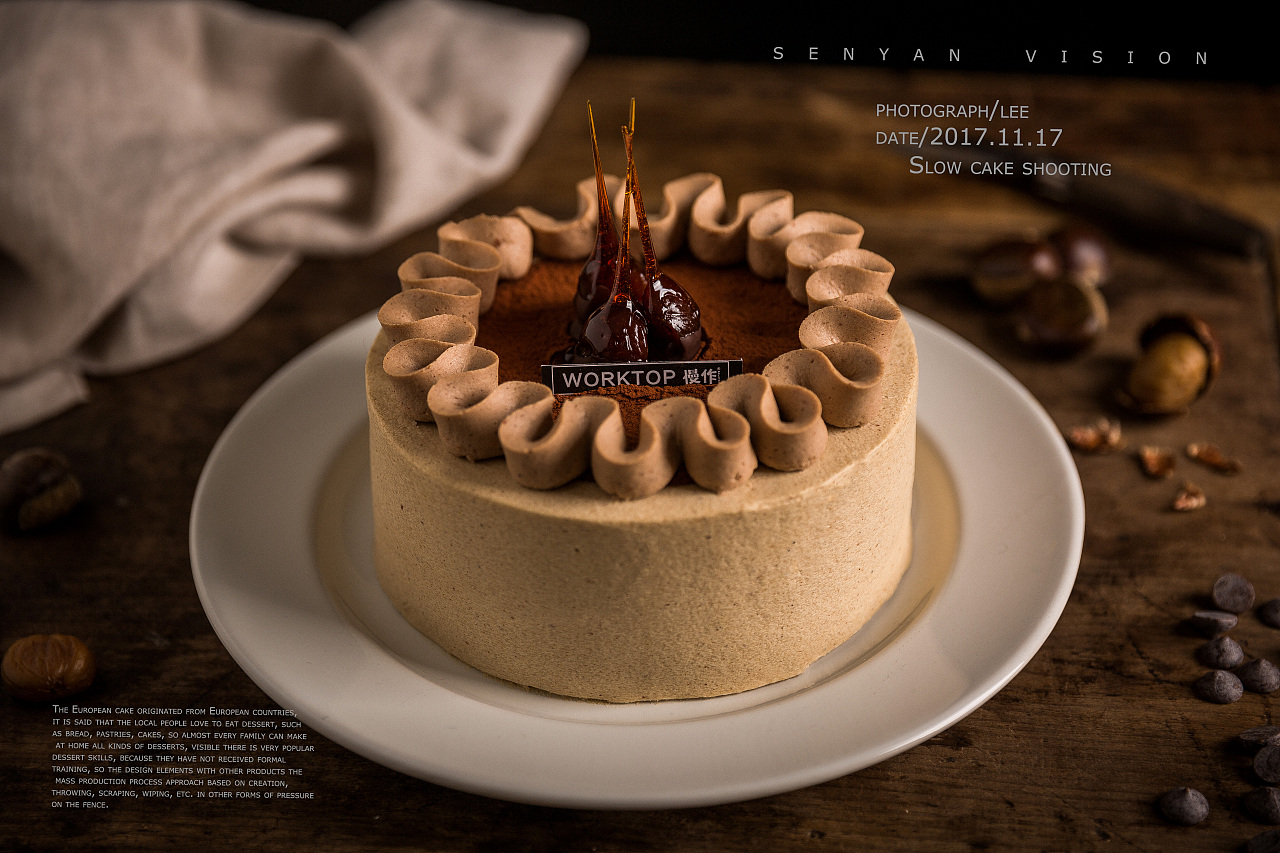 SENYAN VISION
PHOTOGRAPH/LEE
DATE/2017.11.17
SLOW CAKE SHOOTING
WORKTOP 慢作
THE EUROPEAN CAKE ORIGINATED FROM EUROPEAN COUNTRIES,
IT IS SAID THAT THE LOCAL PEOPLE LOVE TO EAT DESSERT, SUCH
AS BREAD, PASTRIES, CAKES, SO ALMOST EVERY FAMILY CAN MAKE
AT HOME ALL KINDS OF DESSERTS, VISIBLE THERE IS VERY POPULAR
DESSERT SKILLS, BECAUSE THEY HAVE NOT RECEIVED FORMAL
TRAINING, SO THE DESIGN ELEMENTS WITH OTHER PRODUCTS THE
MASS PRODUCTION PROCESS APPROACH BASED ON CREATION,
THROWING, SCRAPING, WIPING, ETC. IN OTHER FORMS OF PRESSURE
ON THE FENCE.